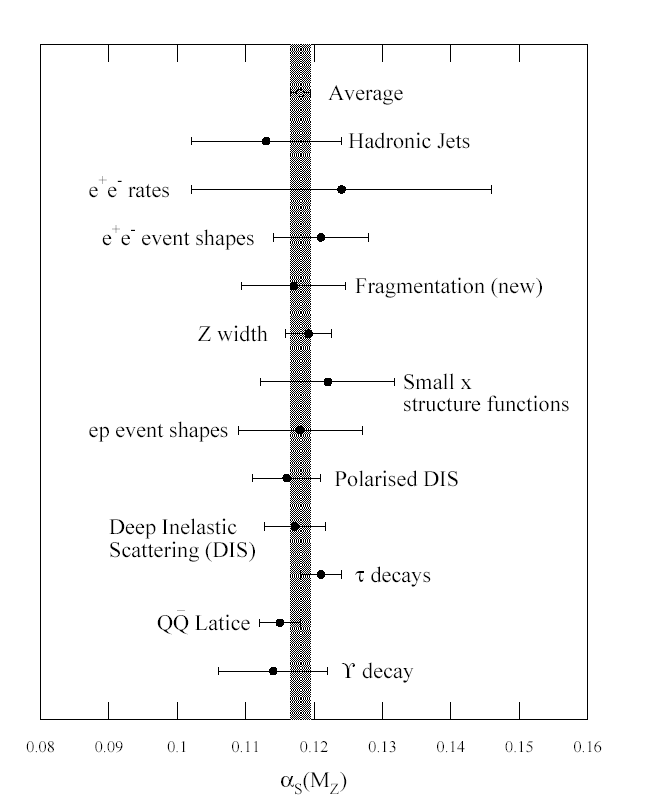 Average
Hadronic Jets
e⁺e⁻ rates
e⁺e⁻ event shapes
Fragmentation (new)
Z width
Small x
structure functions
ep event shapes
Polarised DIS
Deep Inelastic
Scattering (DIS)
τ decays
QQ̄ Latice
ϒ decay
0.08 0.09 0.1 0.11 0.12 0.13 0.14 0.15 0.16
α_S(M_Z)